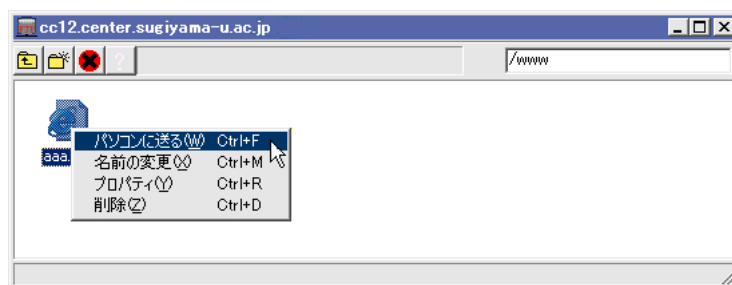 cc12.center.sugiyama-u.ac.jp
?
/www
aaa.
パソコンに送る(W) Ctrl+F
名前の変更(X) Ctrl+M
プロパティ(Y) Ctrl+R
削除(Z) Ctrl+D